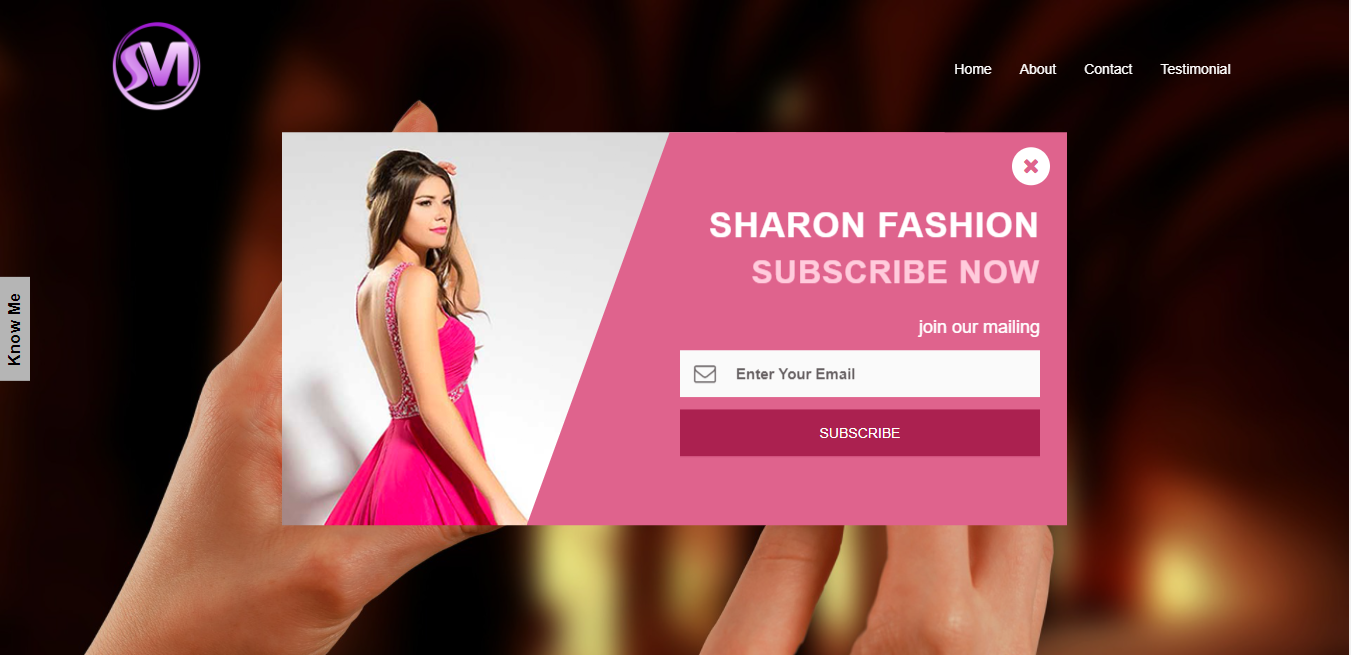 SM
Home About Contact Testimonial
SHARON FASHION
SUBSCRIBE NOW
join our mailing
Enter Your Email
SUBSCRIBE
Know Me